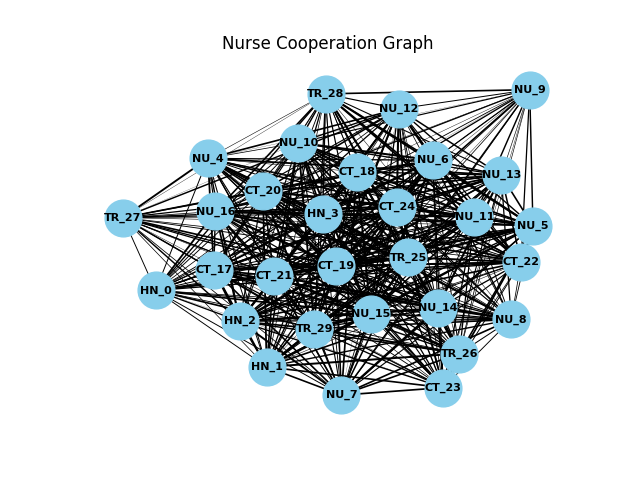 Nurse Cooperation Graph
NU_9
TR_28
NU_12
NU_10
NU_4
NU_6
CT_18
NU_13
CT_20
CT_24
NU_16
HN_3
NU_11
TR_27
NU_5
TR_25
CT_22
CT_19
CT_17
CT_21
HN_0
NU_14
NU_15
NU_8
HN_2
TR_29
TR_26
HN_1
CT_23
NU_7